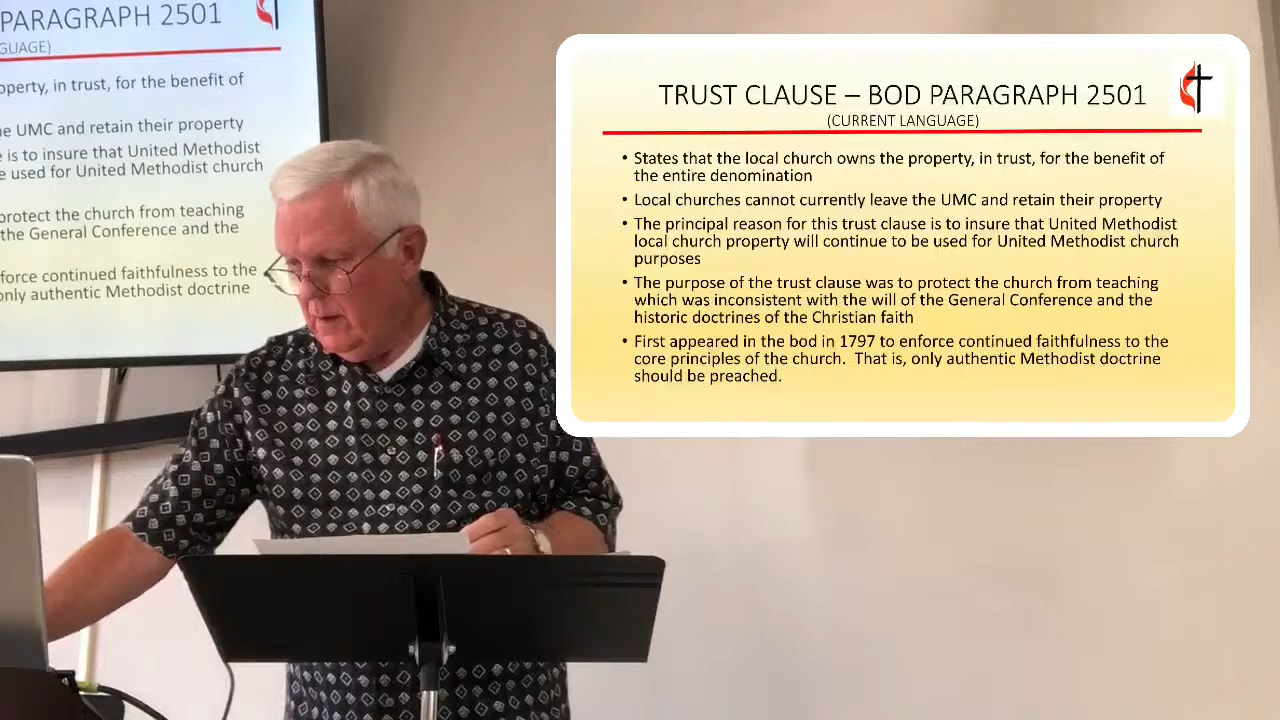 PARAGRAPH 2501
GUAGE)
operty, in trust, for the benefit of
he UMC and retain their property
e is to insure that United Methodist
e used for United Methodist church
protect the church from teaching
the General Conference and the
nforce continued faithfulness to the
only authentic Methodist doctrine
TRUST CLAUSE – BOD PARAGRAPH 2501
(CURRENT LANGUAGE)
• States that the local church owns the property, in trust, for the benefit of
the entire denomination
• Local churches cannot currently leave the UMC and retain their property
• The principal reason for this trust clause is to insure that United Methodist
local church property will continue to be used for United Methodist church
purposes
• The purpose of the trust clause was to protect the church from teaching
which was inconsistent with the will of the General Conference and the
historic doctrines of the Christian faith
• First appeared in the bod in 1797 to enforce continued faithfulness to the
core principles of the church. That is, only authentic Methodist doctrine
should be preached.